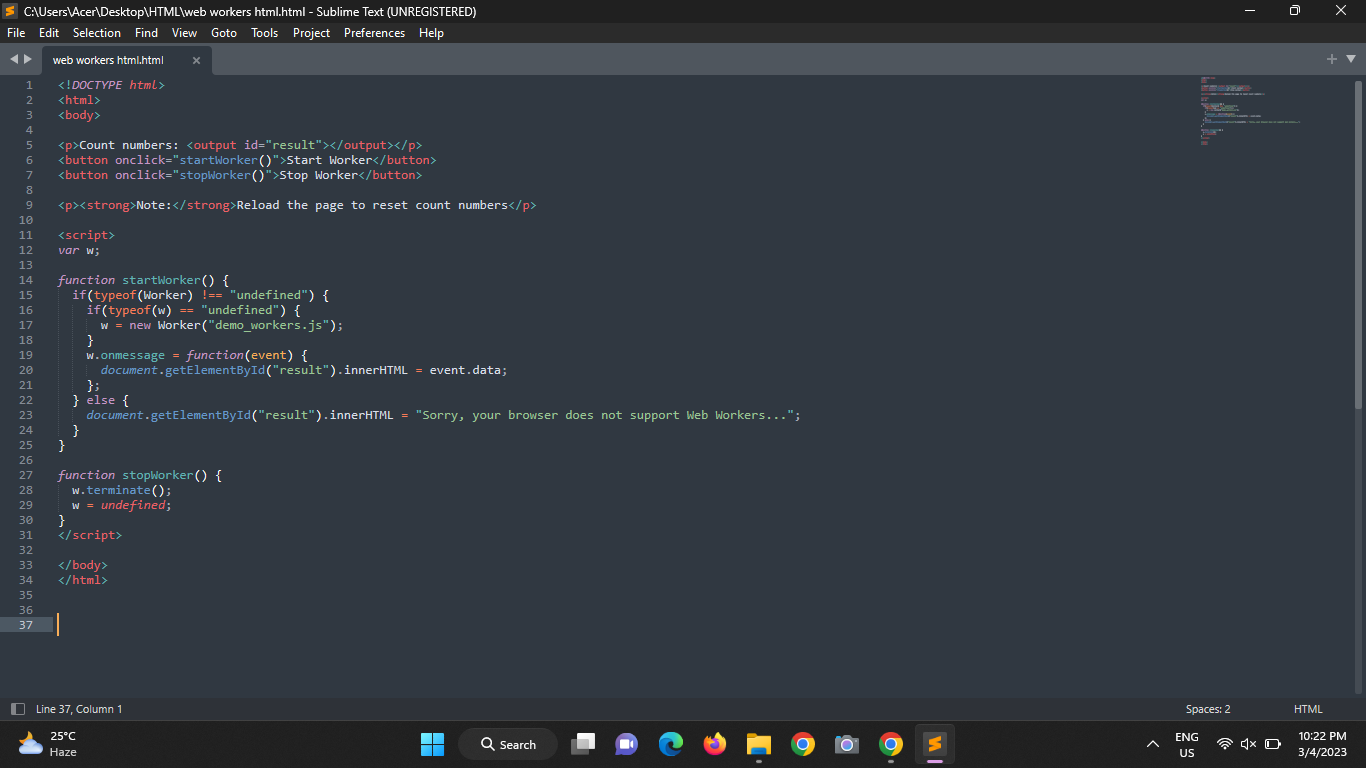 C:\Users\Acer\Desktop\HTML\web workers html.html - Sublime Text (UNREGISTERED)
File Edit Selection Find View Goto Tools Project Preferences Help
web workers html.html
1 <!DOCTYPE html>
2 <html>
3 <body>
4
5 <p>Count numbers: <output id="result"></output></p>
6 <button onclick="startWorker()">Start Worker</button>
7 <button onclick="stopWorker()">Stop Worker</button>
8
9 <p><strong>Note:</strong>Reload the page to reset count numbers</p>
10
11 <script>
12 var w;
13
14 function startWorker() {
15   if(typeof(Worker) !== "undefined") {
16     if(typeof(w) == "undefined") {
17       w = new Worker("demo_workers.js");
18     }
19     w.onmessage = function(event) {
20       document.getElementById("result").innerHTML = event.data;
21     };
22   } else {
23     document.getElementById("result").innerHTML = "Sorry, your browser does not support Web Workers...";
24   }
25 }
26
27 function stopWorker() {
28   w.terminate();
29   w = undefined;
30 }
31 </script>
32
33 </body>
34 </html>
35
36
37
Line 37, Column 1 Spaces: 2 HTML
25°C
Haze
Search
ENG
US
10:22 PM
3/4/2023